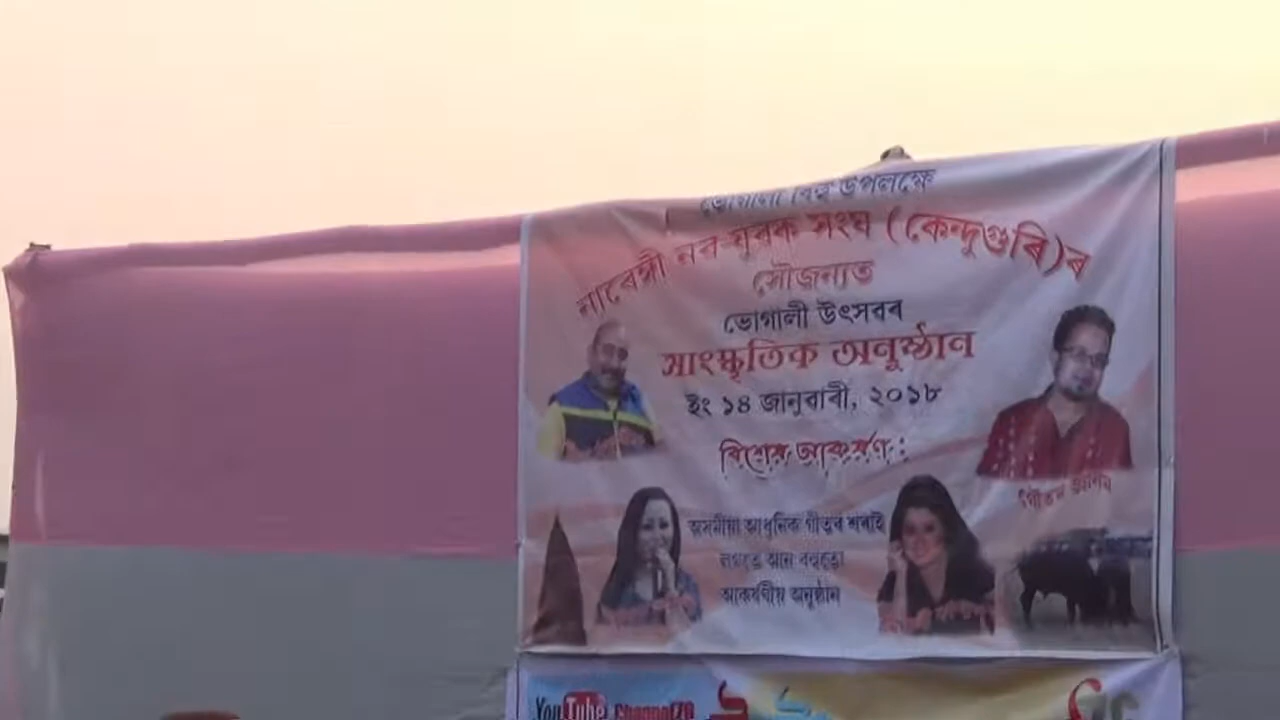 ভোগালী বিহু উপলক্ষে
নাৰেঙ্গী নৱ যুৱক সংঘ (কেন্দুগুৰি)ৰ
সৌজন্যত
ভোগালী উৎসৱৰ
সাংস্কৃতিক অনুষ্ঠান
ইং ১৪ জানুৱাৰী, ২০১৮
বিশেষ আকৰ্ষণ :
অসমীয়া আধুনিক গীতৰ শৰাই
লগতে আন বহুতো
আকৰ্ষণীয় অনুষ্ঠান
YouTube